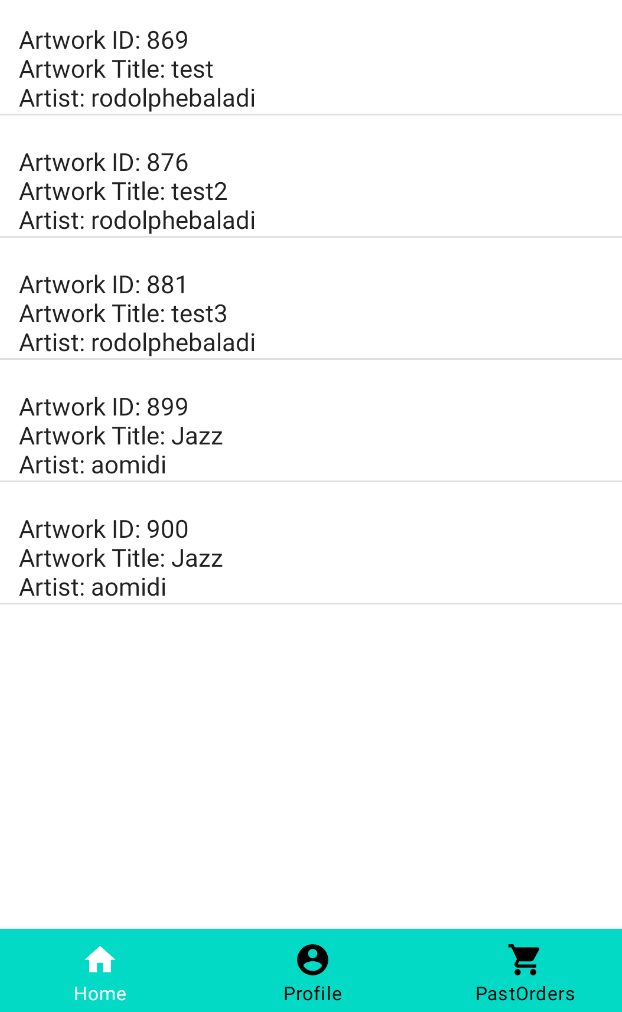 Artwork ID: 869
Artwork Title: test
Artist: rodolphebaladi
Artwork ID: 876
Artwork Title: test2
Artist: rodolphebaladi
Artwork ID: 881
Artwork Title: test3
Artist: rodolphebaladi
Artwork ID: 899
Artwork Title: Jazz
Artist: aomidi
Artwork ID: 900
Artwork Title: Jazz
Artist: aomidi
Home Profile PastOrders